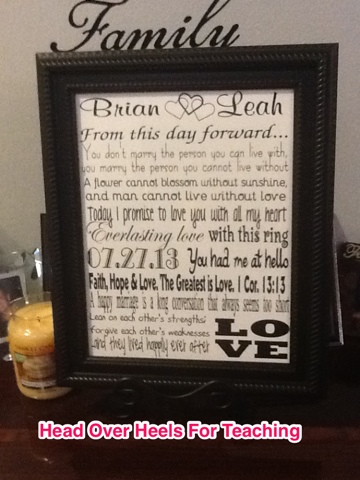 Family
Brian Leah
From this day forward...
You don't marry the person you can live with,
you marry the person you cannot live without
A flower cannot blossom without sunshine,
and man cannot live without love
Today I promise to love you with all my heart
Everlasting love with this ring
07.27.13 You had me at hello
Faith, Hope & Love. The Greatest is Love. 1 Cor. 13:13
A happy marriage is a long conversation that always seems too short
Lean on each other's strengths;
forgive each other's weaknesses
and they lived happily ever after
LO
VE
Head Over Heels For Teaching